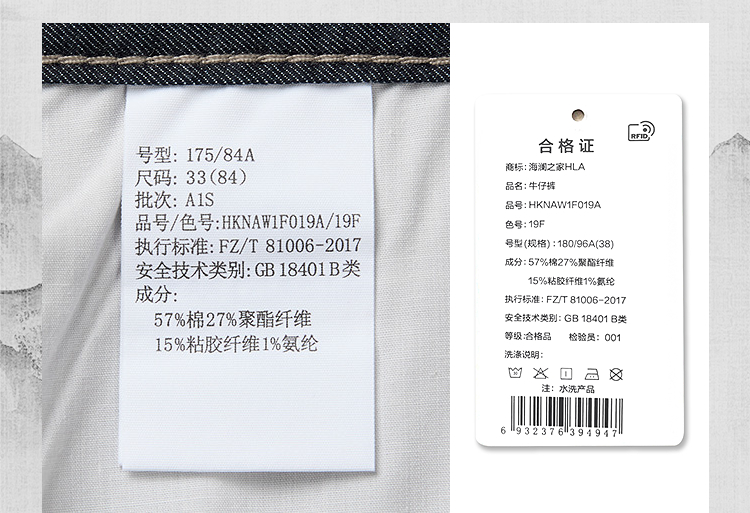 号型: 175/84A
尺码: 33(84)
批次: A1S
品号/色号:HKNAW1F019A/19F
执行标准: FZ/T 81006-2017
安全技术类别: GB 18401 B 类
成分:
57%棉27%聚酯纤维
15%粘胶纤维1%氨纶
合格证
RFID
商标: 海澜之家HLA
品名: 牛仔裤
品号: HKNAW1F019A
色号: 19F
号型(规格) : 180/96A(38)
成分: 57%棉27%聚酯纤维
15%粘胶纤维1%氨纶
执行标准: FZ/T 81006-2017
安全技术类别: GB 18401 B类
等级:合格品 检验员: 001
洗涤说明:
注: 水洗产品
6 932376 394947